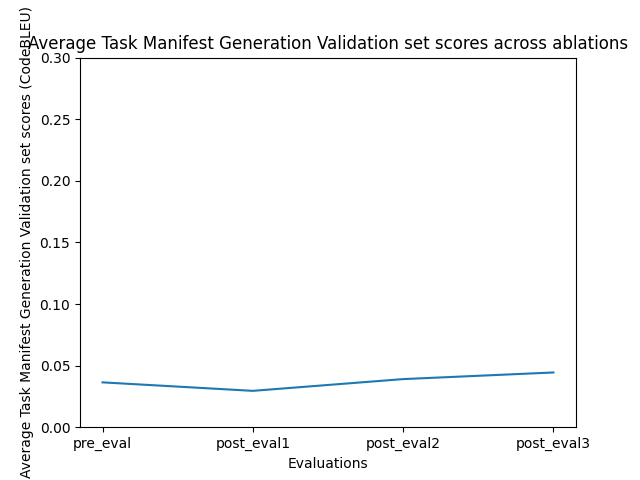 Average Task Manifest Generation Validation set scores across ablations
Average Task Manifest Generation Validation set scores (CodeBLEU)
0.30
0.25
0.20
0.15
0.10
0.05
0.00
pre_eval
post_eval1
post_eval2
post_eval3
Evaluations